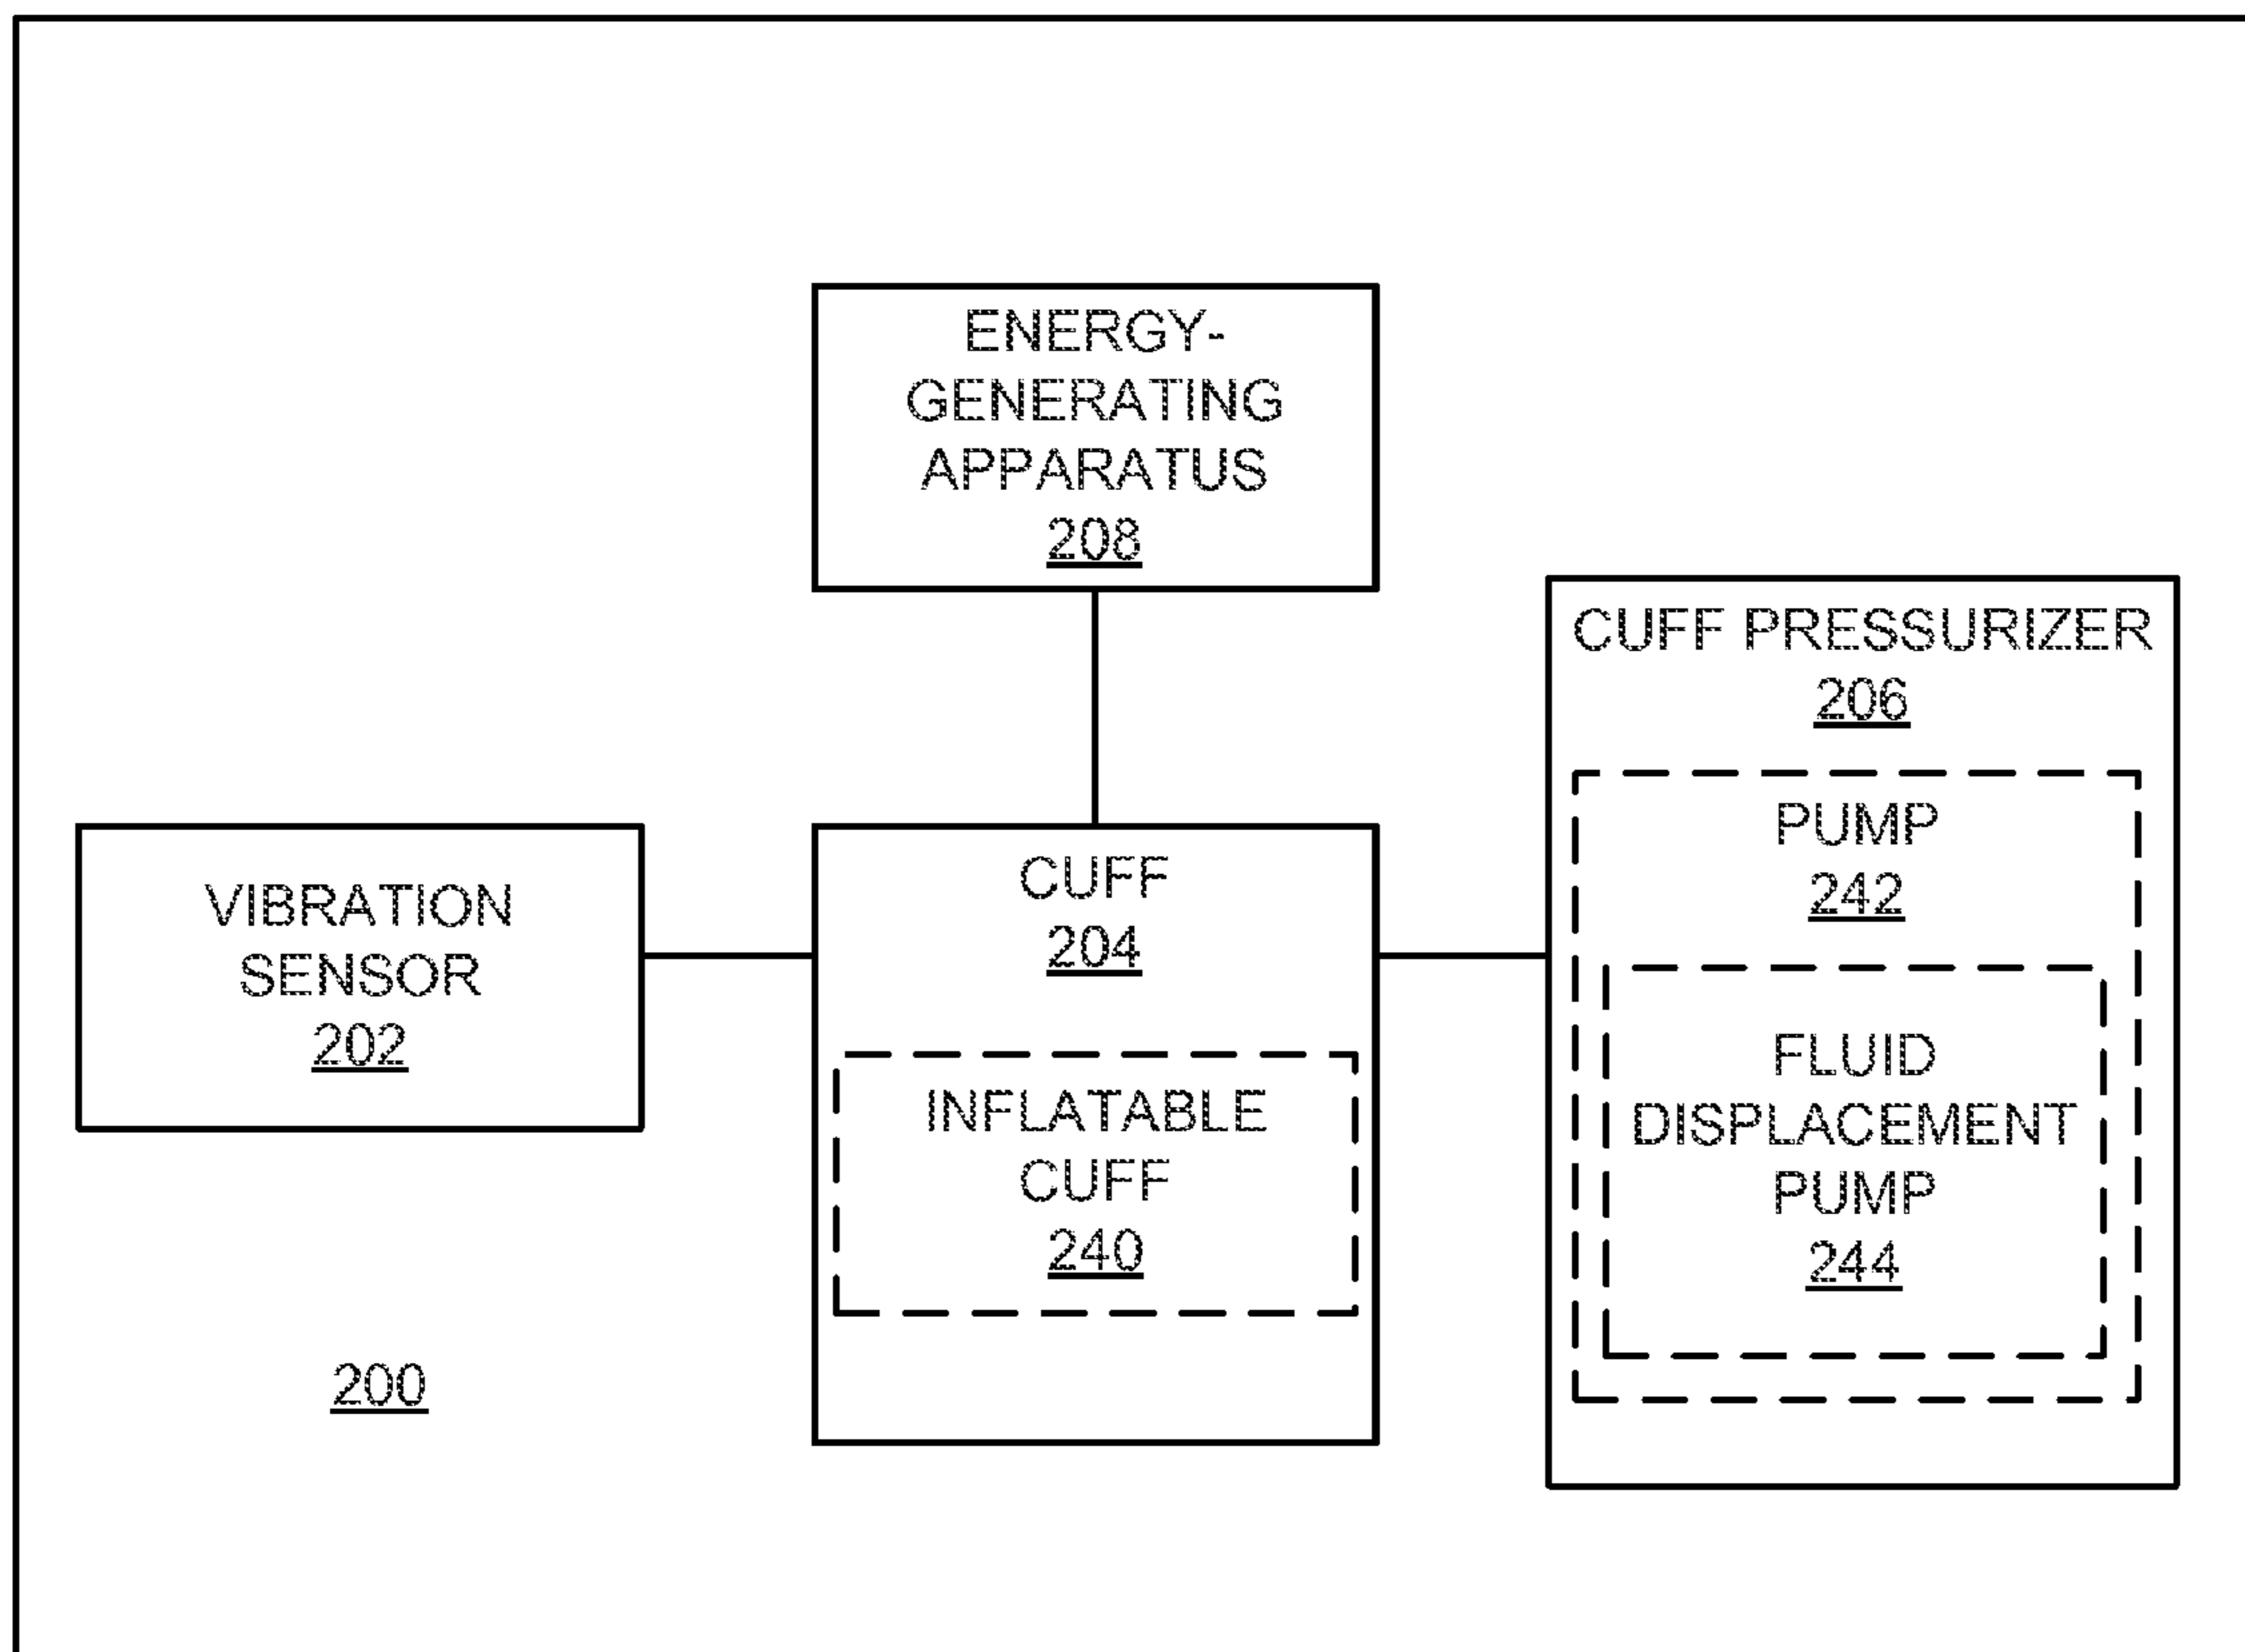 ENERGY-
GENERATING
APPARATUS
208
CUFF PRESSURIZER
206
PUMP
242
FLUID
DISPLACEMENT
PUMP
244
VIBRATION
SENSOR
202
CUFF
204
INFLATABLE
CUFF
240
200